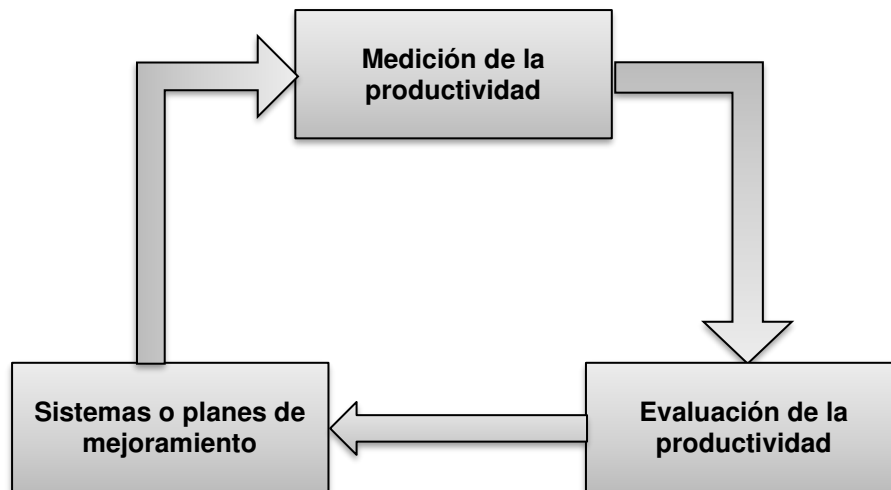 Medición de la
productividad
Sistemas o planes de
mejoramiento
Evaluación de la
productividad